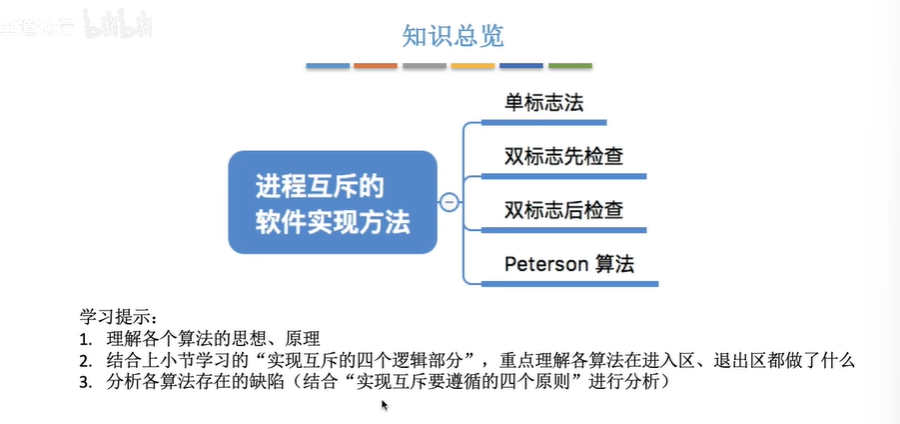 bilibili
知识总览
单标志法
双标志先检查
进程互斥的
软件实现方法
双标志后检查
Peterson 算法
学习提示：
1. 理解各个算法的思想、原理
2. 结合上小节学习的“实现互斥的四个逻辑部分”，重点理解各算法在进入区、退出区都做了什么
3. 分析各算法存在的缺陷（结合“实现互斥要遵循的四个原则”进行分析）